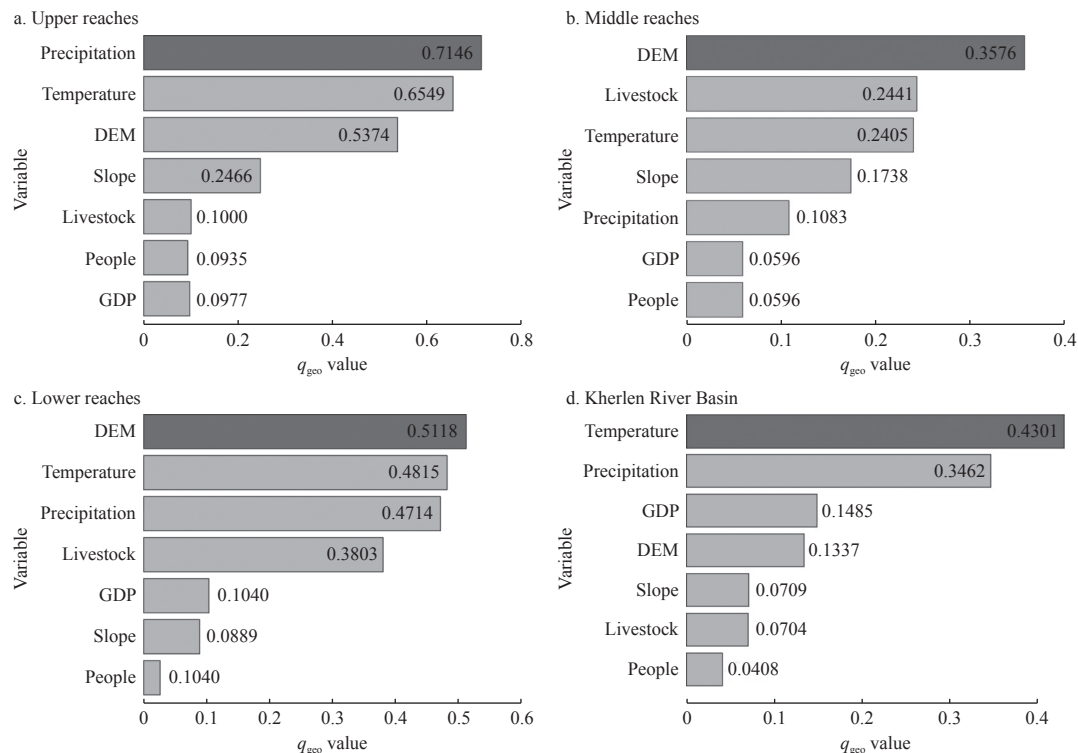 a. Upper reaches
Variable
Precipitation 0.7146
Temperature 0.6549
DEM 0.5374
Slope 0.2466
Livestock 0.1000
People 0.0935
GDP 0.0977
0 0.2 0.4 0.6 0.8
qgeo value
b. Middle reaches
Variable
DEM 0.3576
Livestock 0.2441
Temperature 0.2405
Slope 0.1738
Precipitation 0.1083
GDP 0.0596
People 0.0596
0 0.1 0.2 0.3 0.4
qgeo value
c. Lower reaches
Variable
DEM 0.5118
Temperature 0.4815
Precipitation 0.4714
Livestock 0.3803
GDP 0.1040
Slope 0.0889
People 0.1040
0 0.1 0.2 0.3 0.4 0.5 0.6
qgeo value
d. Kherlen River Basin
Variable
Temperature 0.4301
Precipitation 0.3462
GDP 0.1485
DEM 0.1337
Slope 0.0709
Livestock 0.0704
People 0.0408
0 0.1 0.2 0.3 0.4
qgeo value